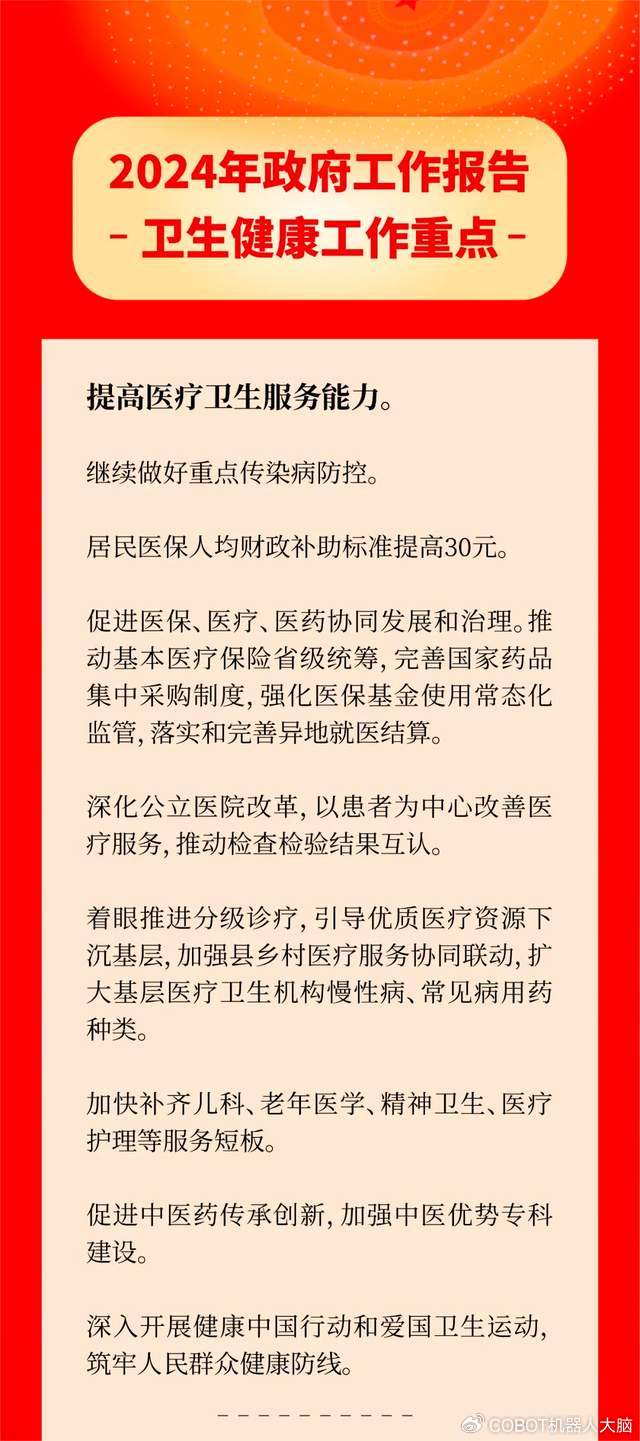 2024年政府工作报告
- 卫生健康工作重点 -
提高医疗卫生服务能力。
继续做好重点传染病防控。
居民医保人均财政补助标准提高30元。
促进医保、医疗、医药协同发展和治理。推
动基本医疗保险省级统筹,完善国家药品
集中采购制度,强化医保基金使用常态化
监管,落实和完善异地就医结算。
深化公立医院改革,以患者为中心改善医
疗服务,推动检查检验结果互认。
着眼推进分级诊疗,引导优质医疗资源下
沉基层,加强县乡村医疗服务协同联动,扩
大基层医疗卫生机构慢性病、常见病用药
种类。
加快补齐儿科、老年医学、精神卫生、医疗
护理等服务短板。
促进中医药传承创新,加强中医优势专科
建设。
深入开展健康中国行动和爱国卫生运动,
筑牢人民群众健康防线。
@COBOT机器人大脑